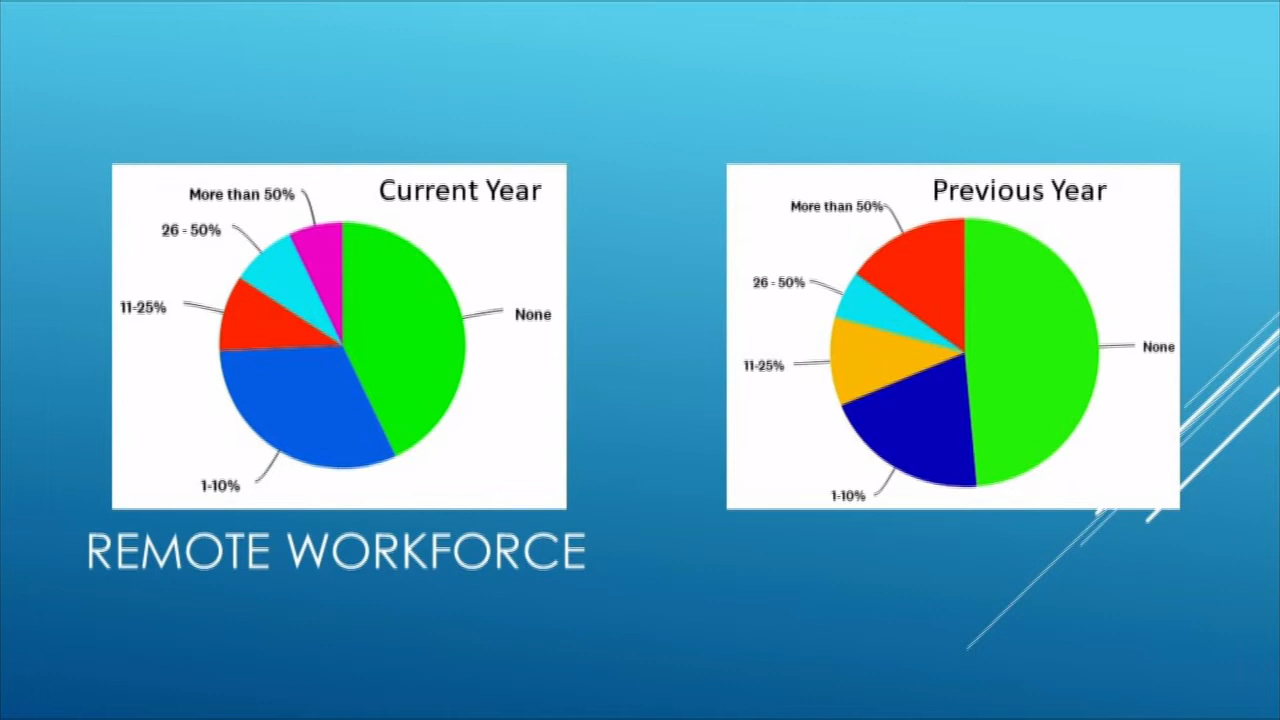 Current Year
More than 50%
26 - 50%
11-25%
None
1-10%
Previous Year
More than 50%
26 - 50%
11-25%
None
1-10%
REMOTE WORKFORCE